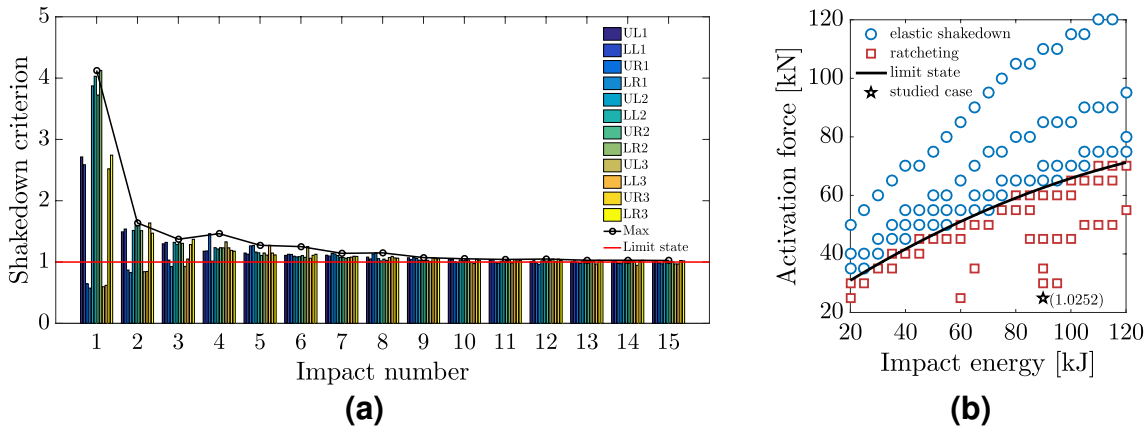 Shakedown criterion
5
4
3
2
1
0
1 2 3 4 5 6 7 8 9 10 11 12 13 14 15
Impact number
UL1
LL1
UR1
LR1
UL2
LL2
UR2
LR2
UL3
LL3
UR3
LR3
Max
Limit state
(a)
Activation force [kN]
120
100
80
60
40
20
20 40 60 80 100 120
Impact energy [kJ]
elastic shakedown
ratcheting
limit state
studied case
(1.0252)
(b)